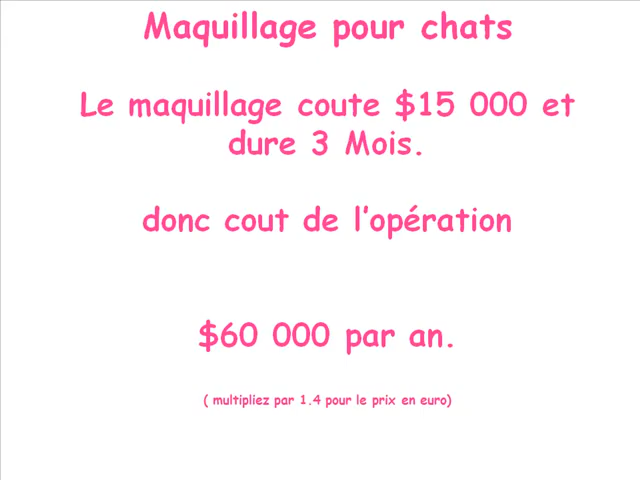 Maquillage pour chats
Le maquillage coute $15 000 et
dure 3 Mois.
donc cout de l'opération
$60 000 par an.
( multipliez par 1.4 pour le prix en euro)